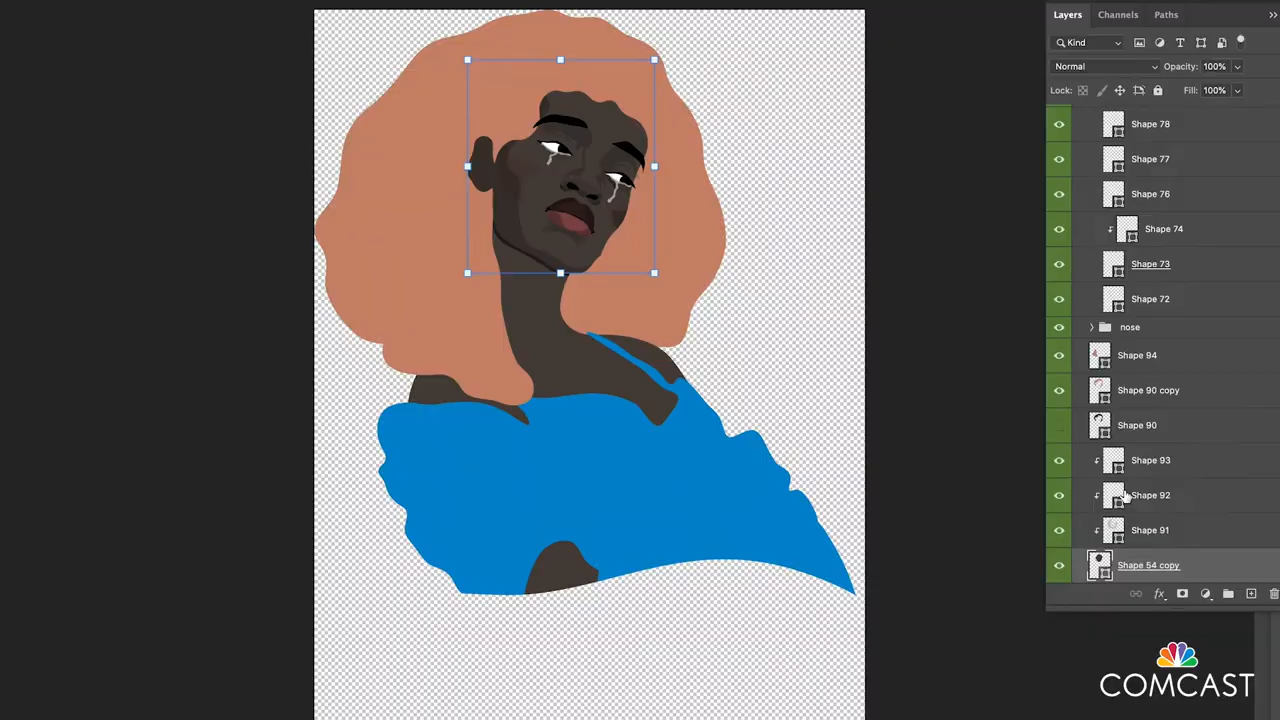 Layers Channels Paths
Kind
Normal Opacity: 100%
Lock: Fill: 100%
Shape 78
Shape 77
Shape 76
Shape 74
Shape 73
Shape 72
nose
Shape 94
Shape 90 copy
Shape 90
Shape 93
Shape 92
Shape 91
Shape 54 copy
fx
COMCAST